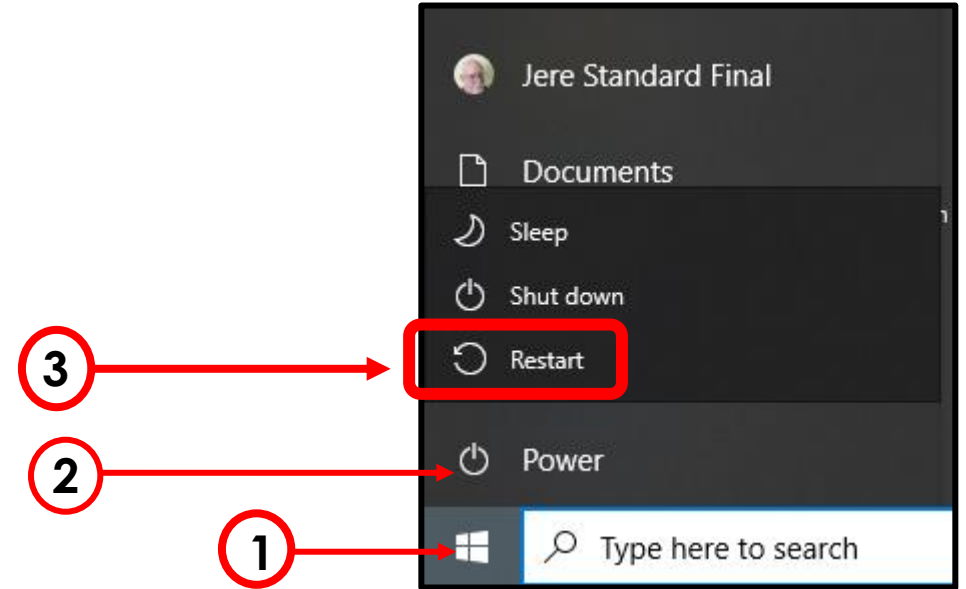 Jere Standard Final
Documents
n
Sleep
Shut down
3
Restart
2
Power
1
Type here to search